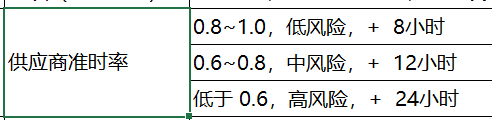 供应商准时率
0.8~1.0，低风险，+ 8小时
0.6~0.8，中风险，+ 12小时
低于 0.6，高风险，+ 24小时